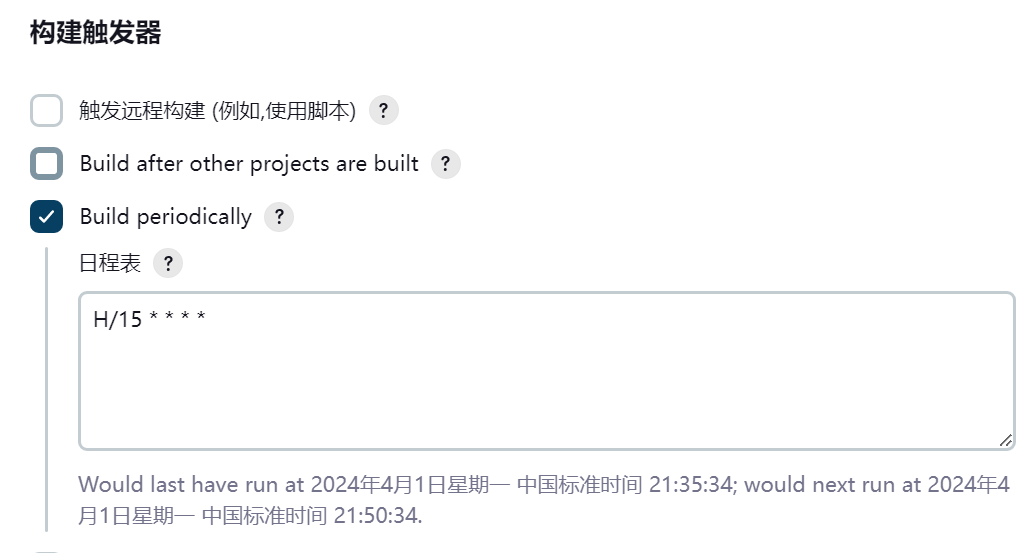 构建触发器
触发远程构建 (例如,使用脚本) ?
Build after other projects are built ?
Build periodically ?
日程表 ?
H/15 * * * *
Would last have run at 2024年4月1日星期一 中国标准时间 21:35:34; would next run at 2024年4
月1日星期一 中国标准时间 21:50:34.